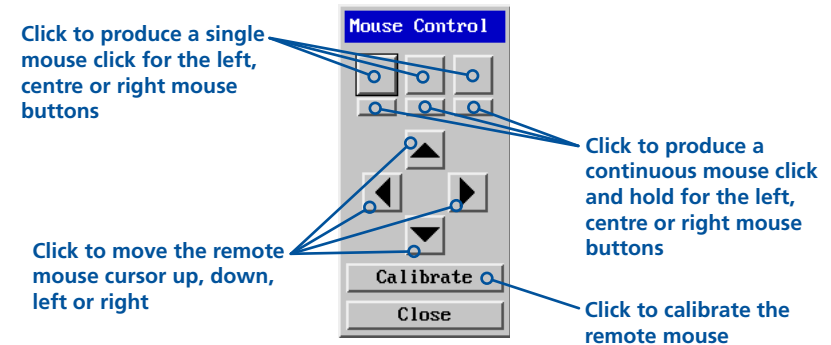 Mouse Control
Click to produce a single
mouse click for the left,
centre or right mouse
buttons
Click to produce a
continuous mouse click
and hold for the left,
centre or right mouse
buttons
Click to move the remote
mouse cursor up, down,
left or right
Calibrate
Close
Click to calibrate the
remote mouse